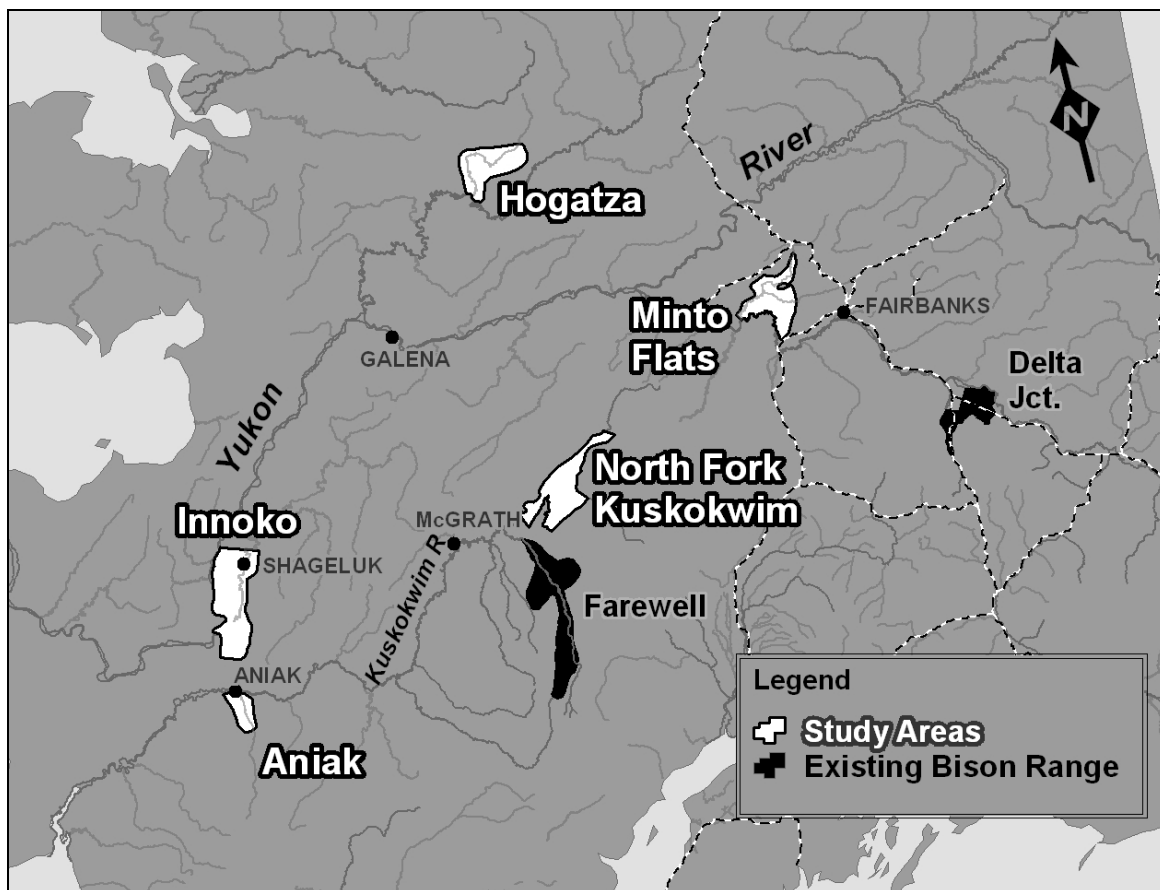 N
River
Hogatza
Minto
Flats
FAIRBANKS
GALENA
Delta
Jct.
Yukon
North Fork
Kuskokwim
McGRATH
Innoko
SHAGELUK
Kuskokwim R
Farewell
ANIAK
Aniak
Legend
Study Areas
Existing Bison Range